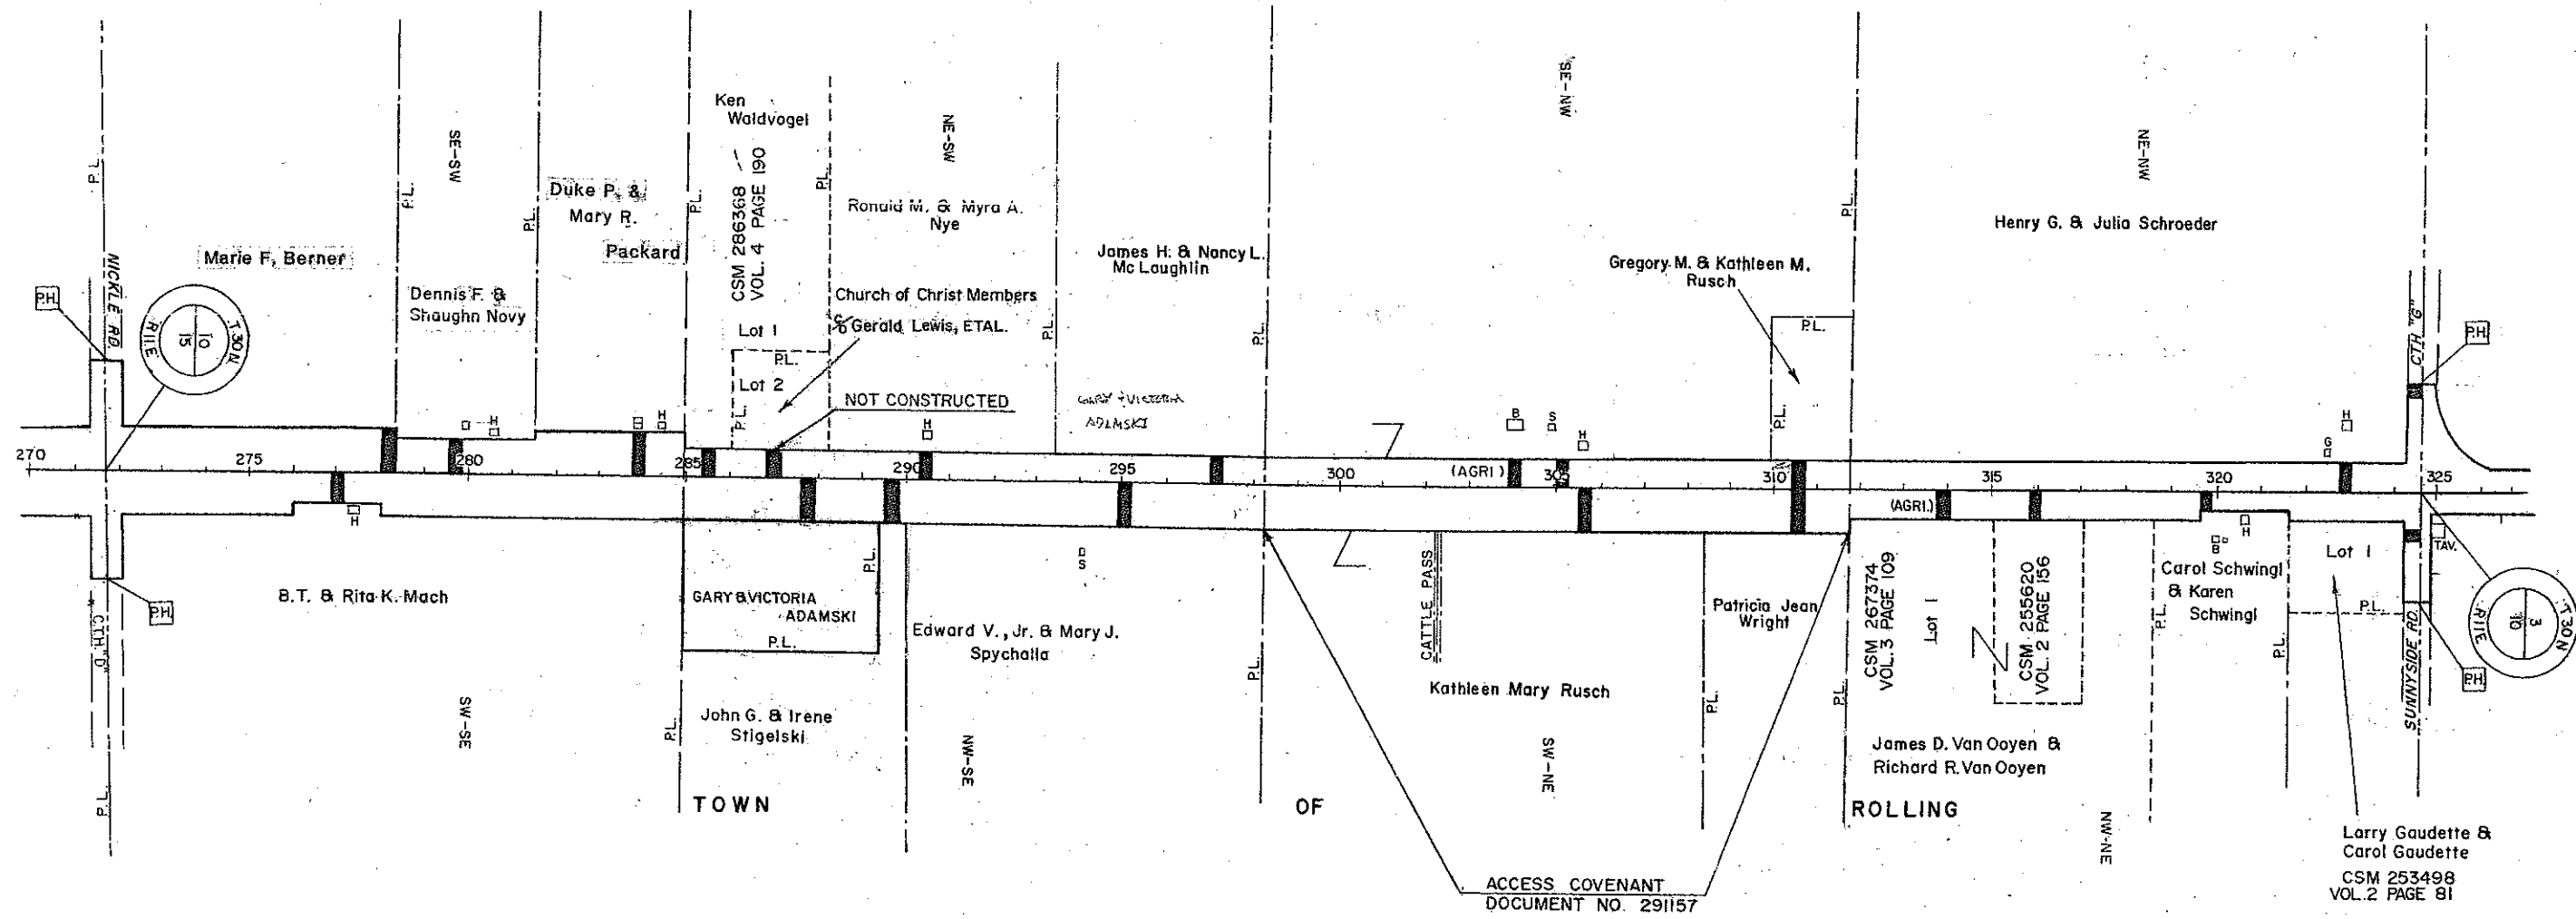 P.L.
NICKLE RD.
P.H.
T.30N.
R.11E.
10
15
Marie F. Berner
P.L.
SE-SW
Dennis F. &
Shaughn Novy
P.L.
Duke P. &
Mary R.
Packard
P.L.
Ken
Waldvogel
CSM 286368
VOL. 4 PAGE 190
P.L.
Lot 1
P.L.
Lot 2
P.L.
NE-SW
Ronald M. & Myra A.
Nye
Church of Christ Members
% Gerald Lewis, ETAL.
NOT CONSTRUCTED
P.L.
James H. & Nancy L.
Mc Laughlin
GARY & VICTORIA
ADAMSKI
P.L.
SE-NW
Gregory M. & Kathleen M.
Rusch
P.L.
P.L.
P.L.
NE-NW
Henry G. & Julia Schroeder
CTH "G"
P.H.
H
H
H
H
B
S
H
G
H
270
275
280
285
290
295
300
(AGRI.)
305
310
315
320
325
(AGRI.)
H
P.H.
C.T.H. "D"
P.L.
B.T. & Rita K. Mach
SW-SE
P.L.
GARY & VICTORIA
ADAMSKI
P.L.
P.L.
John G. & Irene
Stigelski
S
Edward V., Jr. & Mary J.
Spychalla
NW-SE
P.L.
CATTLE PASS
Kathleen Mary Rusch
SW-NE
P.L.
Patricia Jean
Wright
P.L.
CSM 267374
VOL. 3 PAGE 109
Lot 1
CSM 255620
VOL. 2 PAGE 156
James D. Van Ooyen &
Richard R. Van Ooyen
NW-NE
P.L.
B
H
Carol Schwingl
& Karen
Schwingl
P.L.
Lot 1
P.L.
TAV.
SUNNYSIDE RD.
P.H.
T.30N.
R.11E.
3
10
TOWN OF ROLLING
ACCESS COVENANT
DOCUMENT NO. 291157
Larry Gaudette &
Carol Gaudette
CSM 253498
VOL.2 PAGE 81